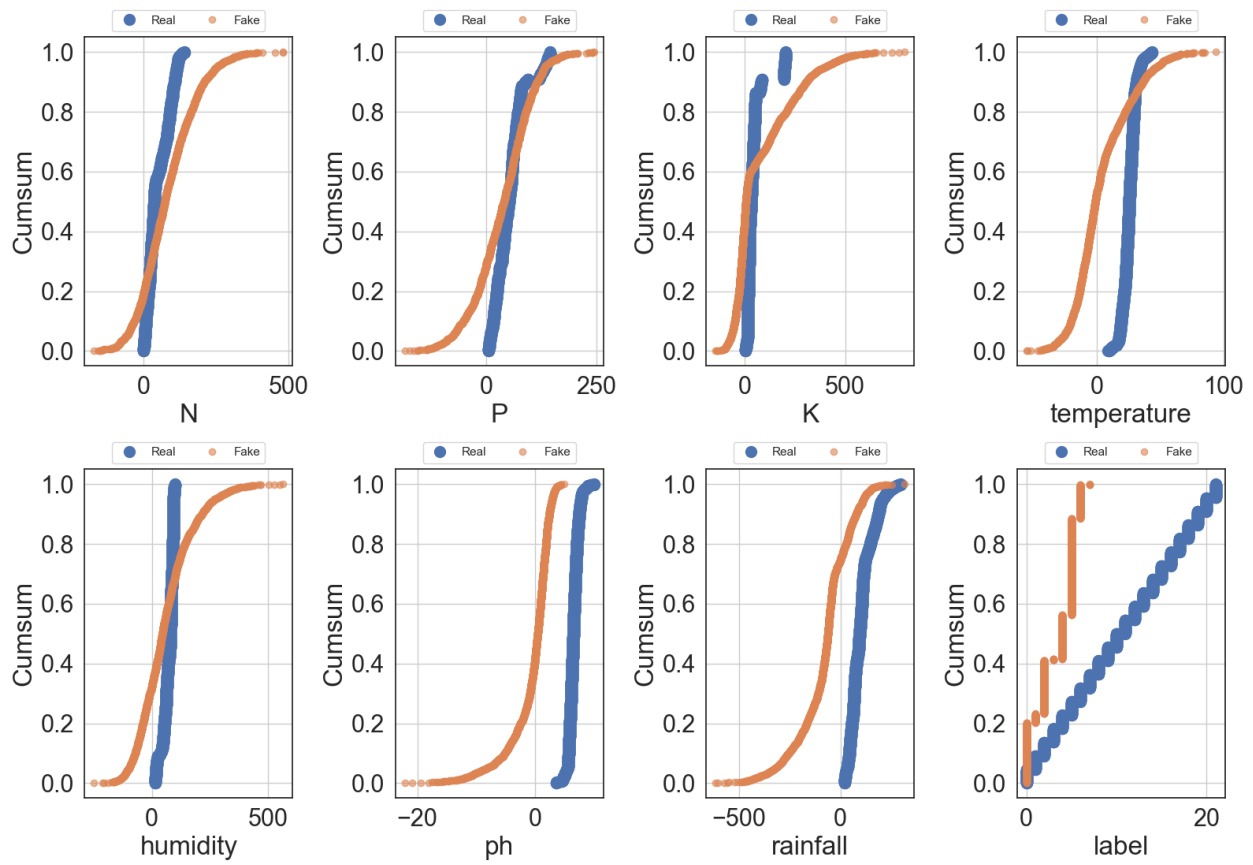 Real Fake Real Fake Real Fake Real Fake
1.0 1.0 1.0 1.0
0.8 0.8 0.8 0.8
0.6 0.6 0.6 0.6
Cumsum Cumsum Cumsum Cumsum
0.4 0.4 0.4 0.4
0.2 0.2 0.2 0.2
0.0 0.0 0.0 0.0
0 500 0 250 0 500 0 100
N P K temperature
Real Fake Real Fake Real Fake Real Fake
1.0 1.0 1.0 1.0
0.8 0.8 0.8 0.8
0.6 0.6 0.6 0.6
Cumsum Cumsum Cumsum Cumsum
0.4 0.4 0.4 0.4
0.2 0.2 0.2 0.2
0.0 0.0 0.0 0.0
0 500 −20 0 −500 0 0 20
humidity ph rainfall label